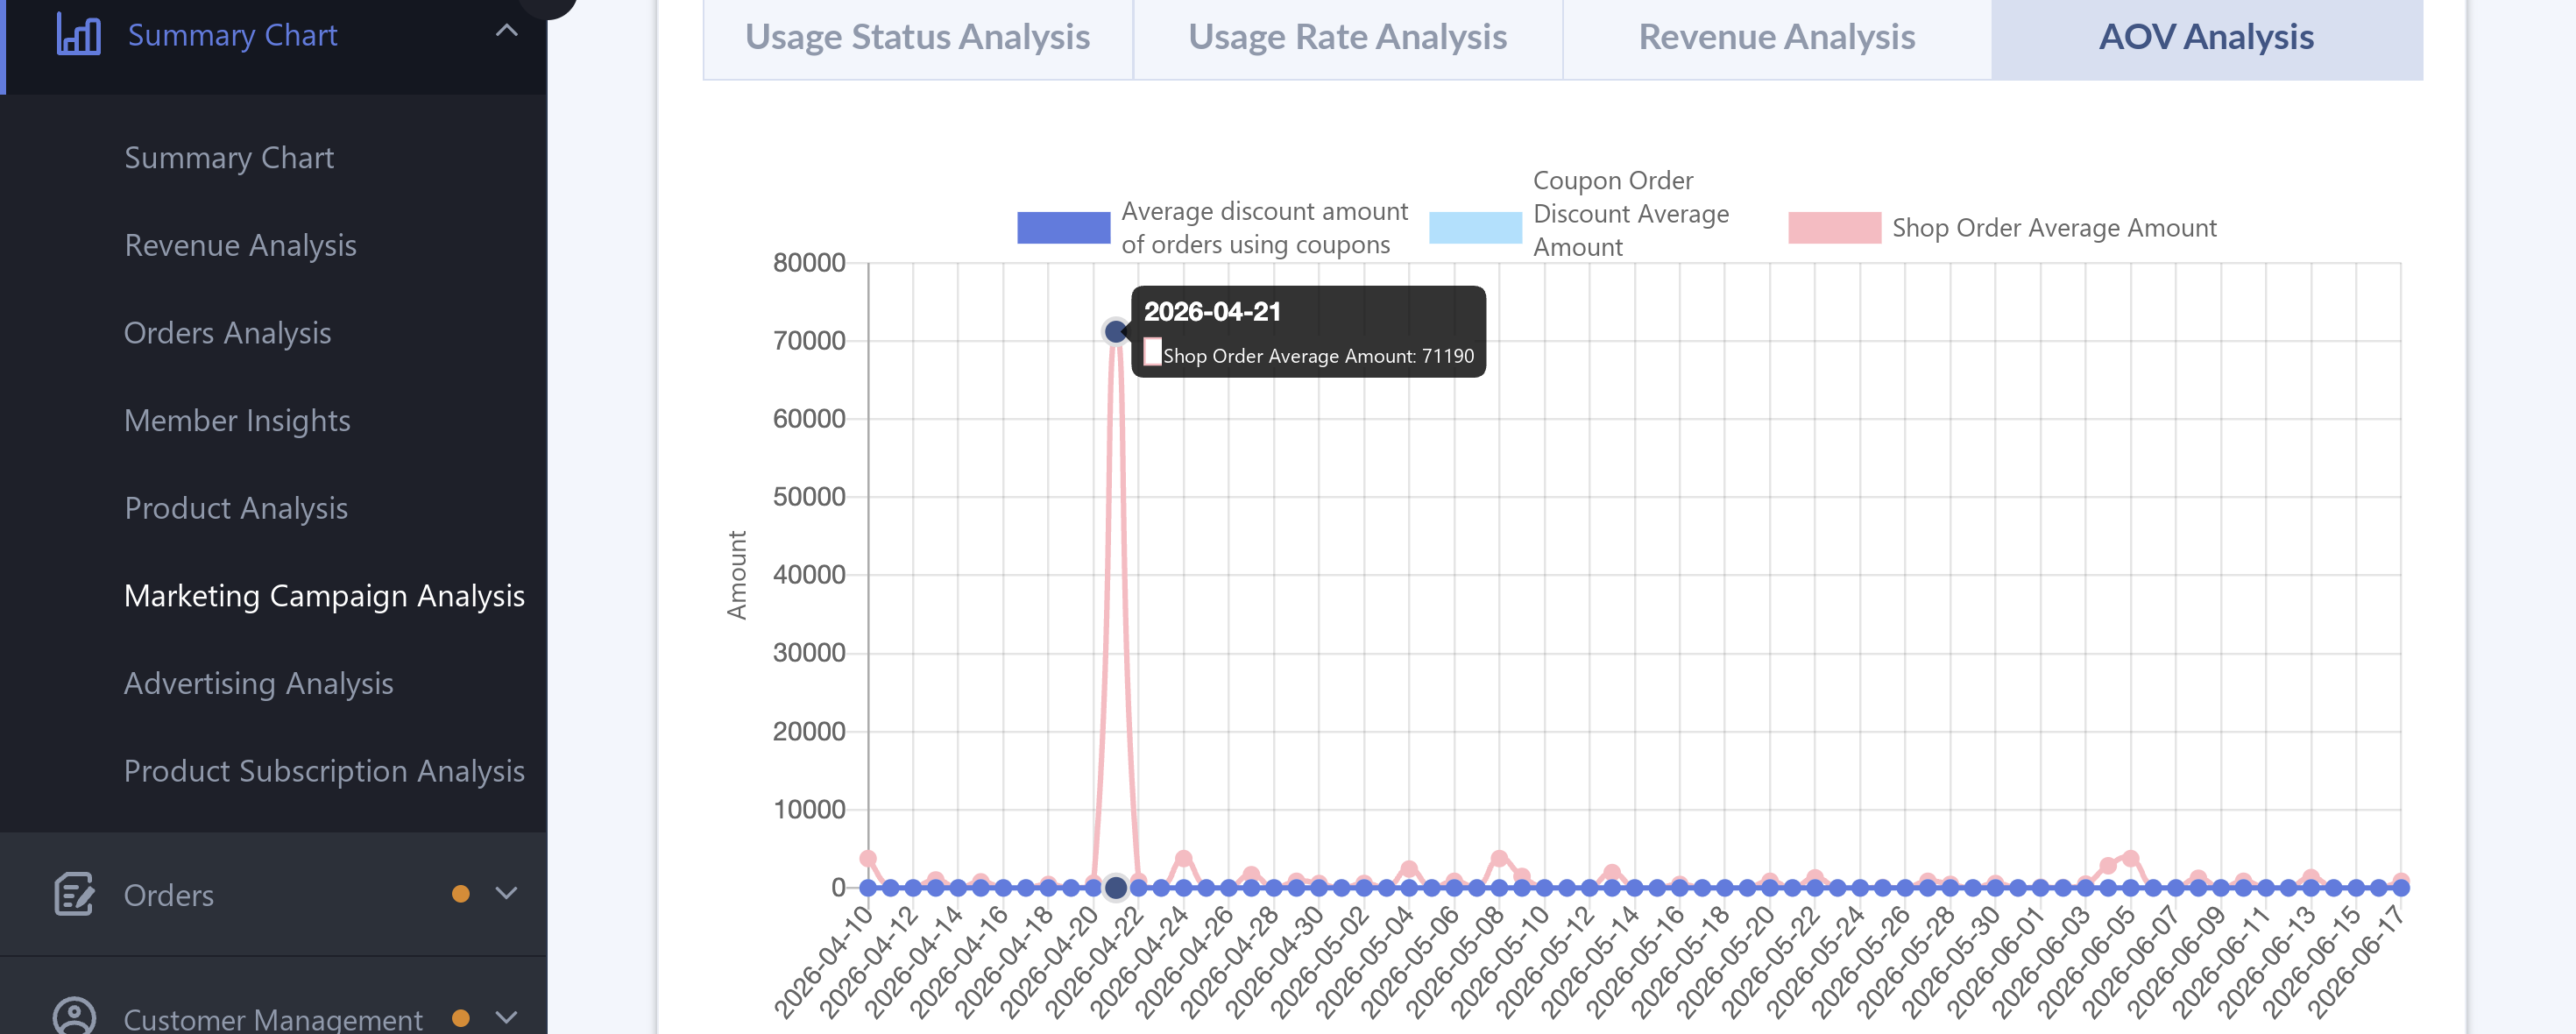 Summary Chart
Summary Chart
Revenue Analysis
Orders Analysis
Member Insights
Product Analysis
Marketing Campaign Analysis
Advertising Analysis
Product Subscription Analysis
Orders
Customer Management
Usage Status Analysis
Usage Rate Analysis
Revenue Analysis
AOV Analysis
Average discount amount
of orders using coupons
Coupon Order
Discount Average
Amount
Shop Order Average Amount
2026-04-21
Shop Order Average Amount: 71190
Amount
80000
70000
60000
50000
40000
30000
20000
10000
0
2026-04-10
2026-04-12
2026-04-14
2026-04-16
2026-04-18
2026-04-20
2026-04-22
2026-04-24
2026-04-26
2026-04-28
2026-04-30
2026-05-02
2026-05-04
2026-05-06
2026-05-08
2026-05-10
2026-05-12
2026-05-14
2026-05-16
2026-05-18
2026-05-20
2026-05-22
2026-05-24
2026-05-26
2026-05-28
2026-05-30
2026-06-01
2026-06-03
2026-06-05
2026-06-07
2026-06-09
2026-06-11
2026-06-13
2026-06-15
2026-06-17